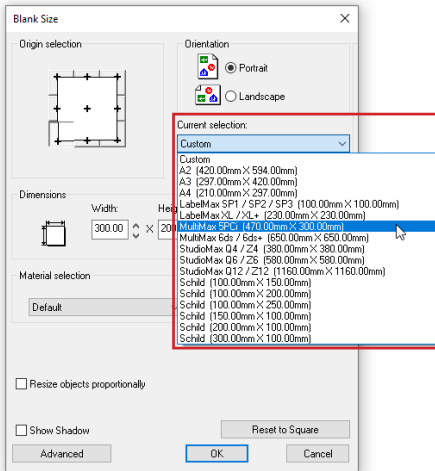 Blank Size
Origin selection
Orientation
Portrait
Landscape
Current selection:
Custom
Custom
A2 (420.00mm X 594.00mm)
A3 (297.00mm X 420.00mm)
A4 (210.00mm X 297.00mm)
LabelMax SP1 / SP2 / SP3 (100.00mm X 100.00mm)
LabelMax XL / XL+ (230.00mm X 230.00mm)
MultiMax 5PCi (470.00mm X 300.00mm)
MultiMax 6ds / 6ds+ (650.00mm X 650.00mm)
StudioMax Q4 / Z4 (380.00mm X 380.00mm)
StudioMax Q6 / Z6 (580.00mm X 580.00mm)
StudioMax Q12 / Z12 (1160.00mm X 1160.00mm)
Schild (100.00mm X 150.00mm)
Schild (100.00mm X 200.00mm)
Schild (100.00mm X 250.00mm)
Schild (150.00mm X 100.00mm)
Schild (200.00mm X 100.00mm)
Schild (300.00mm X 100.00mm)
Dimensions
Width: Hei
300.00 X 200
Material selection
Default
Resize objects proportionally
Show Shadow
Reset to Square
Advanced
OK
Cancel